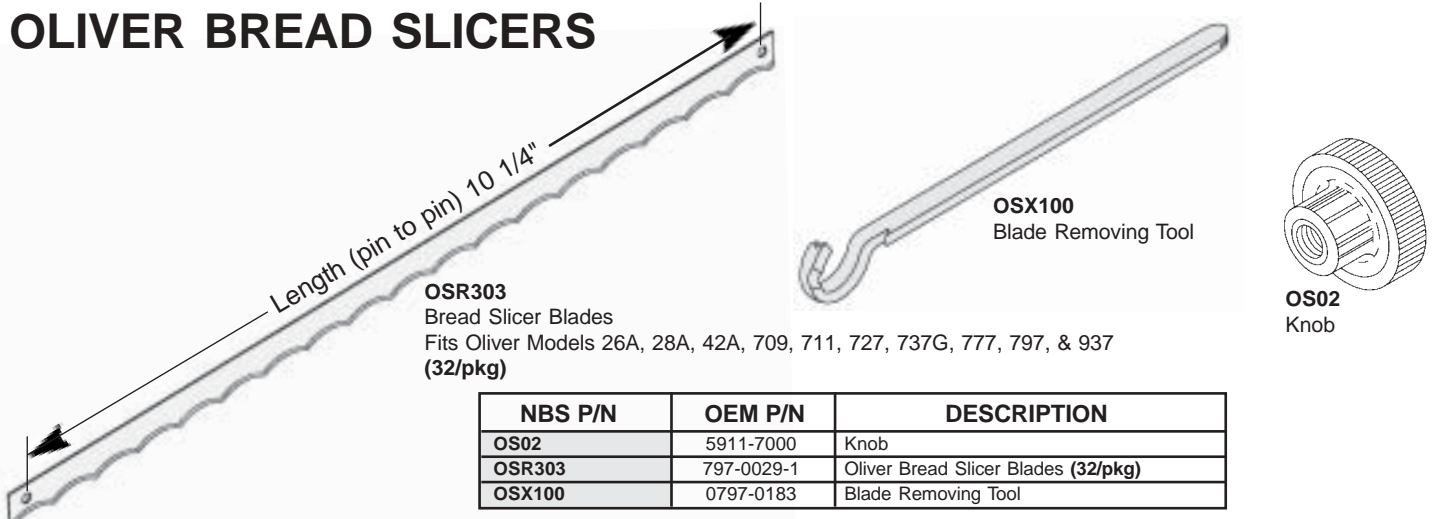 OLIVER BREAD SLICERS
Length (pin to pin) 10 1/4"
OSX100
Blade Removing Tool
OS02
Knob
OSR303
Bread Slicer Blades
Fits Oliver Models 26A, 28A, 42A, 709, 711, 727, 737G, 777, 797, & 937
(32/pkg)
NBS P/N OEM P/N DESCRIPTION
OS02 5911-7000 Knob
OSR303 797-0029-1 Oliver Bread Slicer Blades (32/pkg)
OSX100 0797-0183 Blade Removing Tool